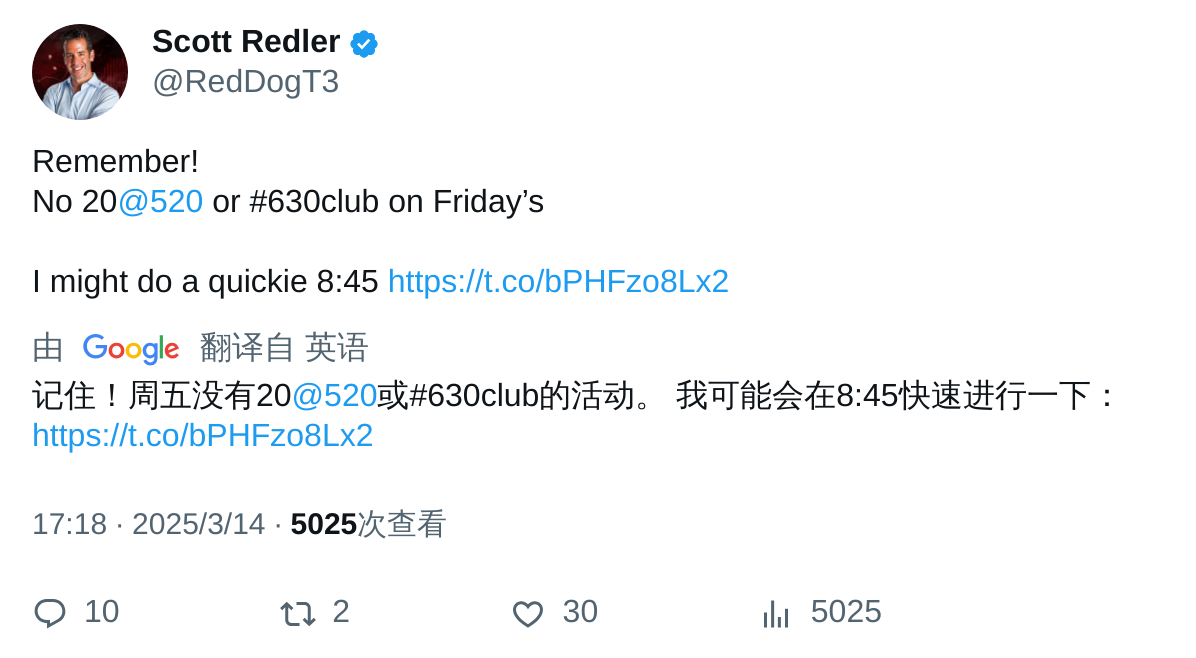 Scott Redler
@RedDogT3
Remember!
No 20@520 or #630club on Friday’s
I might do a quickie 8:45 https://t.co/bPHFzo8Lx2
由 Google 翻译自 英语
记住！周五没有20@520或#630club的活动。 我可能会在8:45快速进行一下：
https://t.co/bPHFzo8Lx2
17:18 · 2025/3/14 · 5025次查看
10 2 30 5025